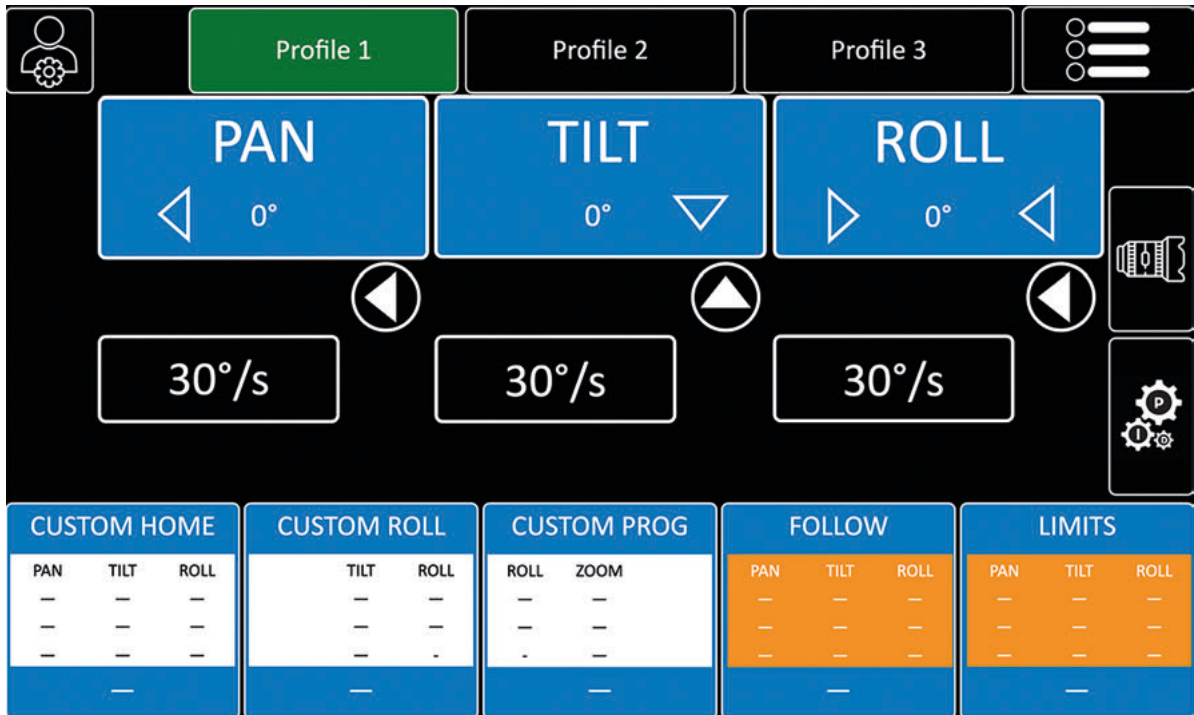 Profile 1 Profile 2 Profile 3
PAN TILT ROLL
0° 0° 0°
30°/s 30°/s 30°/s
P
I D
CUSTOM HOME CUSTOM ROLL CUSTOM PROG FOLLOW LIMITS
PAN TILT ROLL TILT ROLL ROLL ZOOM PAN TILT ROLL PAN TILT ROLL
— — — — — — — — — — — — —
— — — — — — — — — — — — —
— — — — - - — — — — — — —
— — — — —